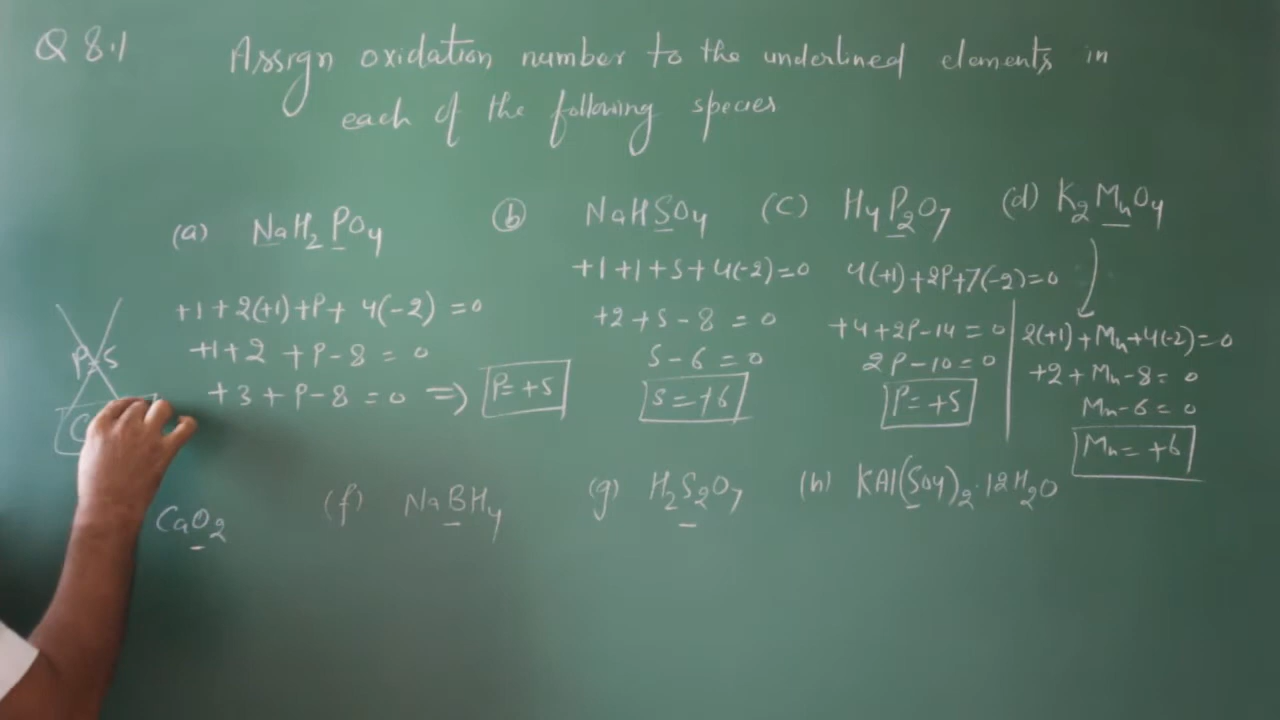 Q 8.1 Assign oxidation number to the underlined elements in
each of the following species
(a) NaH₂PO₄
+1+2(+1)+P+4(-2)=0
+1+2+P-8=0
+3+P-8=0 ⇒ P=+5
(b) NaHSO₄
+1+1+S+4(-2)=0
+2+S-8=0
S-6=0
S=+6
(c) H₄P₂O₇
4(+1)+2P+7(-2)=0
+4+2P-14=0
2P-10=0
P=+5
(d) K₂MnO₄
2(+1)+Mn+4(-2)=0
+2+Mn-8=0
Mn-6=0
Mn=+6
CaO₂
(f) NaBH₄
(g) H₂S₂O₇
(h) KAl(SO₄)₂·12H₂O